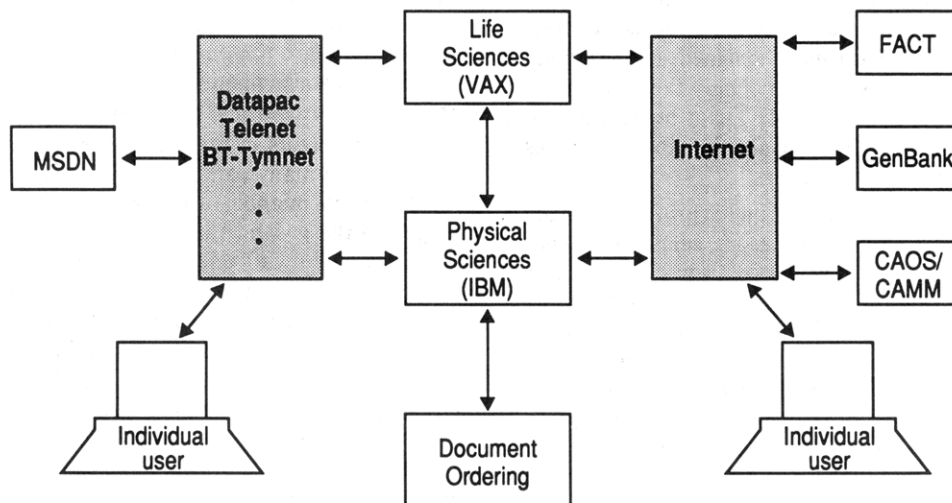 Life
Sciences
(VAX)
FACT
Datapac
Telenet
BT-Tymnet
MSDN
Internet
GenBank
Physical
Sciences
(IBM)
CAOS/
CAMM
Individual
user
Document
Ordering
Individual
user